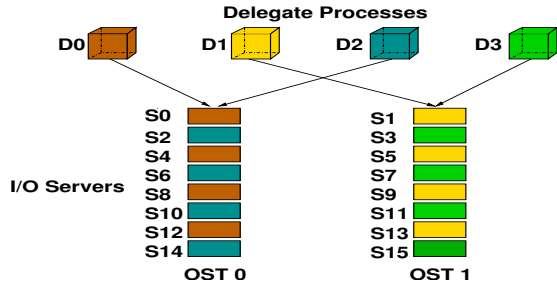 Delegate Processes
D0 D1 D2 D3
S0 S1
S2 S3
S4 S5
S6 S7
I/O Servers
S8 S9
S10 S11
S12 S13
S14 S15
OST 0 OST 1